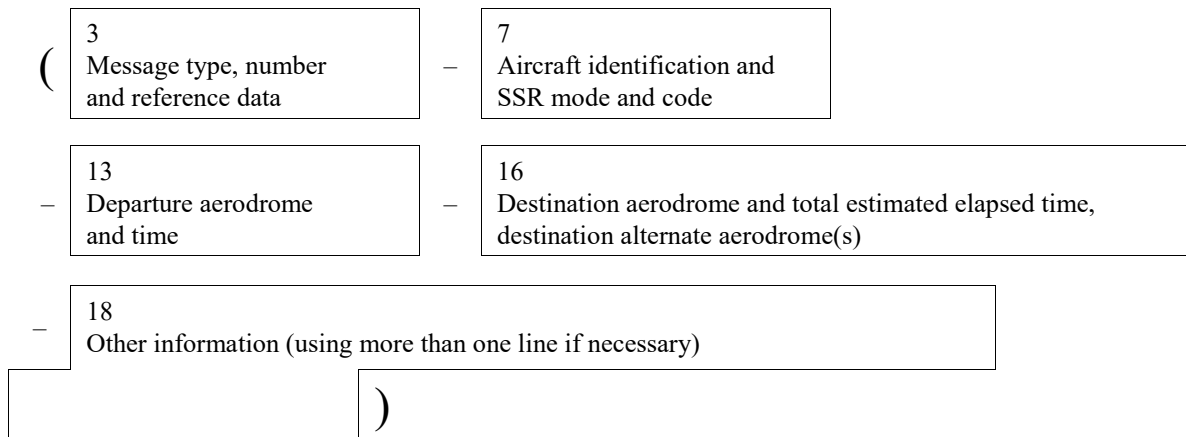 ( 3 7
Message type, number – Aircraft identification and
and reference data SSR mode and code
13 16
– Departure aerodrome – Destination aerodrome and total estimated elapsed time,
and time destination alternate aerodrome(s)
18
– Other information (using more than one line if necessary)
)